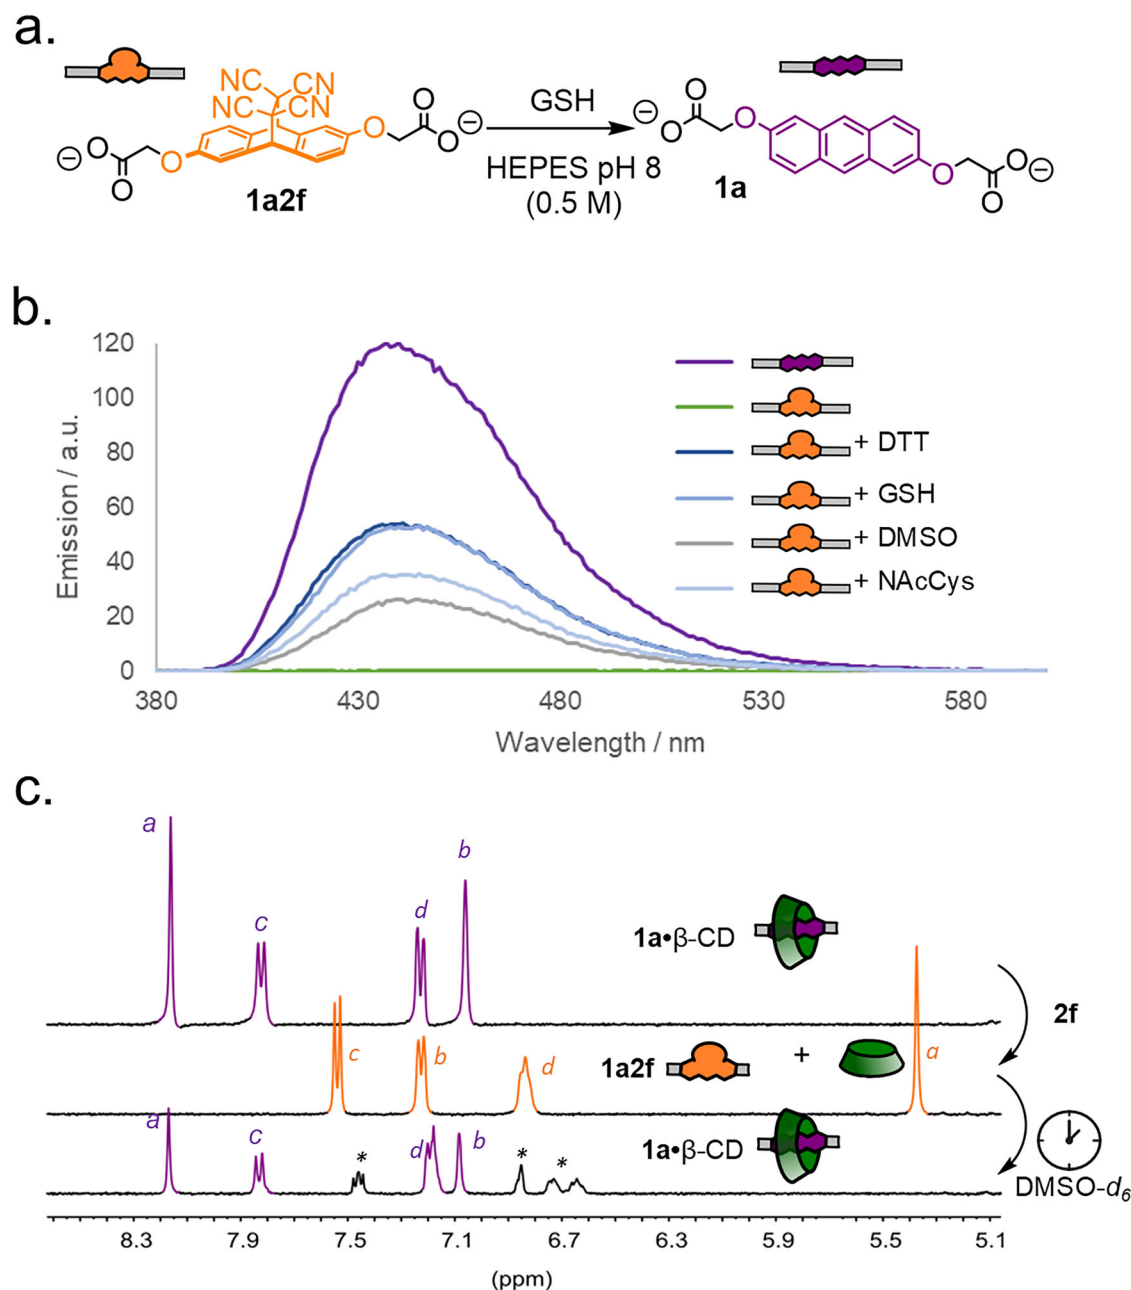 a.
NC CN
NC CN
O
O
O
O
O
O
1a2f
GSH
HEPES pH 8
(0.5 M)
O
O
O
1a
O
O
O
b.
120
100
80
60
40
20
0
Emission / a.u.
380 430 480 530 580
Wavelength / nm
+ DTT
+ GSH
+ DMSO
+ NAcCys
c.
a
c
d
b
1a•β-CD
2f
c
b
d
1a2f
+
a
a
c
*
d
b
*
*
1a•β-CD
DMSO-d6
8.3 7.9 7.5 7.1 6.7 6.3 5.9 5.5 5.1
(ppm)